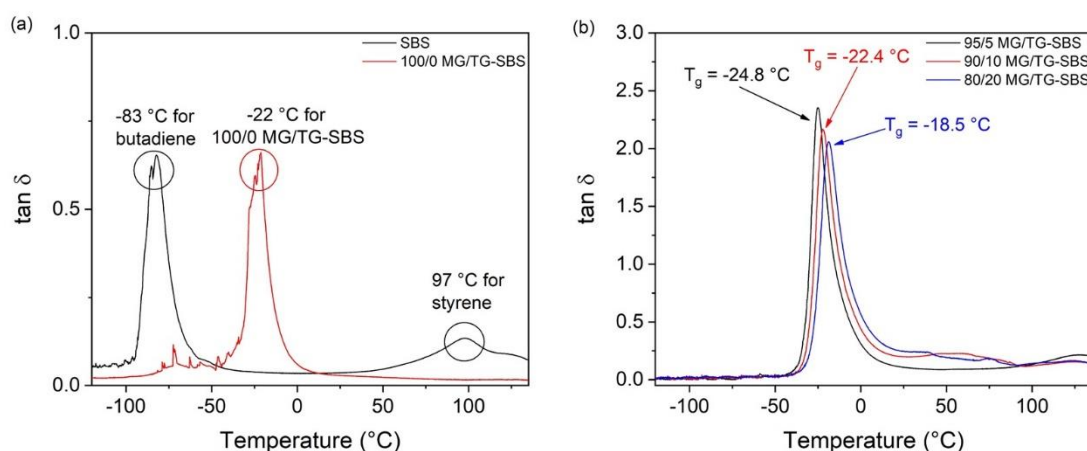 (a)
1.0
0.5
0.0
tan δ
SBS
100/0 MG/TG-SBS
-83 °C for
butadiene
-22 °C for
100/0 MG/TG-SBS
97 °C for
styrene
-100
-50
0
50
100
Temperature (°C)
(b)
3.0
2.5
2.0
1.5
1.0
0.5
0.0
tan δ
95/5 MG/TG-SBS
90/10 MG/TG-SBS
80/20 MG/TG-SBS
Tg = -22.4 °C
Tg = -24.8 °C
Tg = -18.5 °C
-100
-50
0
50
100
Temperature (°C)